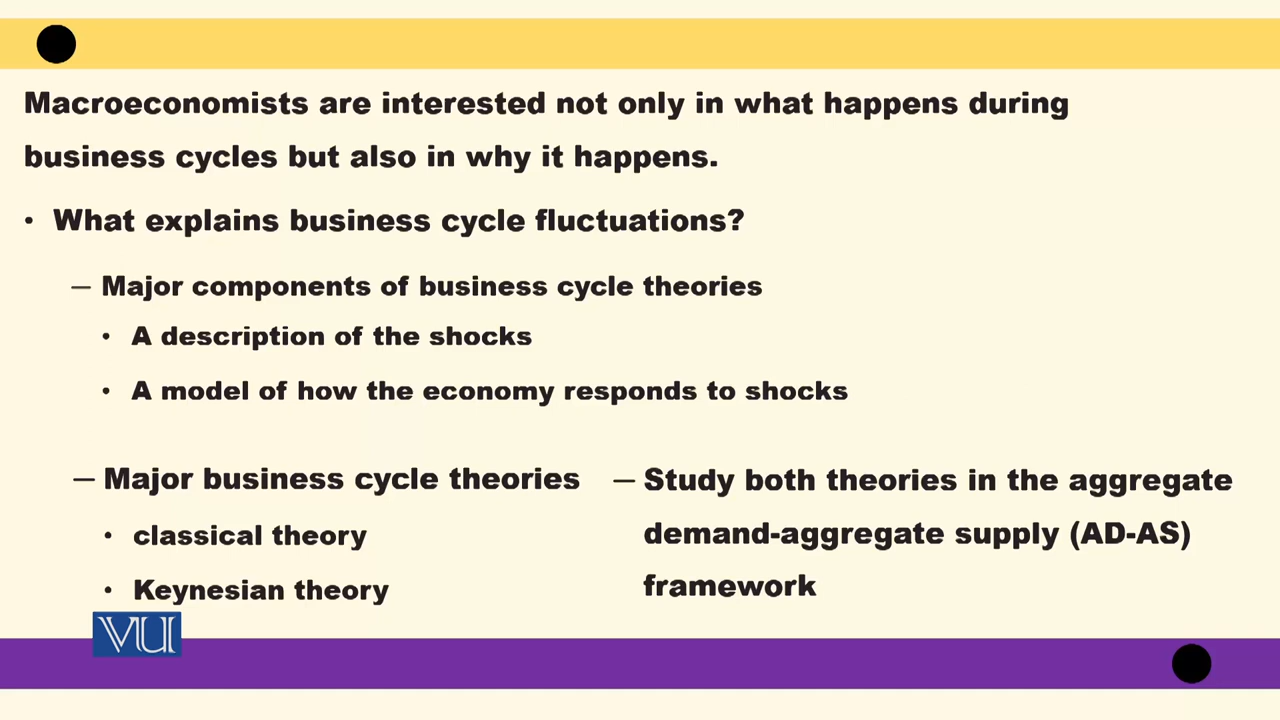 Macroeconomists are interested not only in what happens during
business cycles but also in why it happens.
• What explains business cycle fluctuations?
– Major components of business cycle theories
• A description of the shocks
• A model of how the economy responds to shocks
– Major business cycle theories
• classical theory
• Keynesian theory
– Study both theories in the aggregate
demand-aggregate supply (AD-AS)
framework
VU